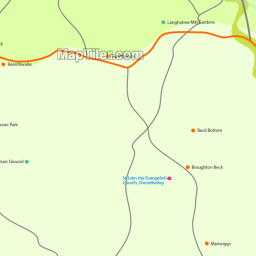 Langholme Mill Gardens
MapTiler.com
Beanthwaite
Beck Bottom
Broughton Beck
St John the Evangelist's
Church, Osmotherley
Mansriggs